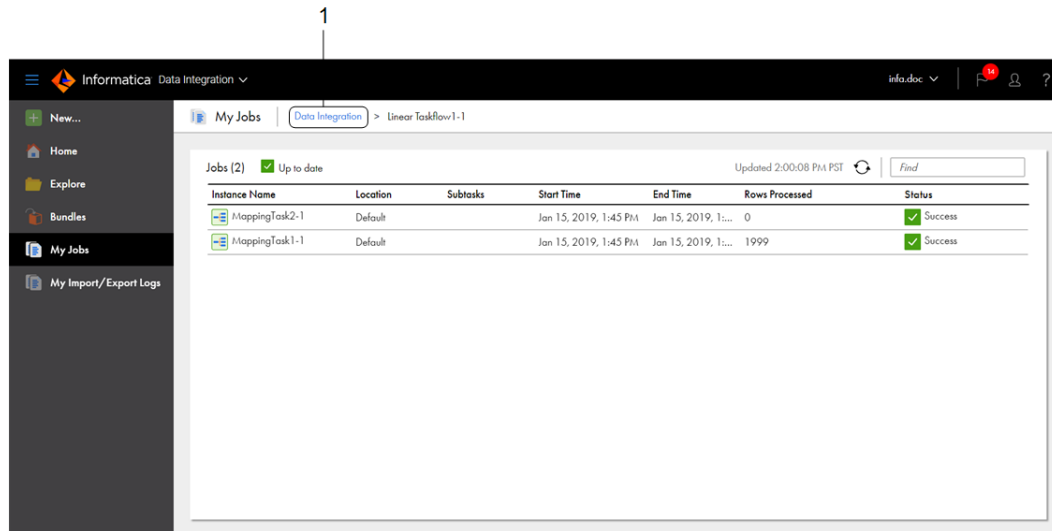 1
Informatica Data Integration
infa.doc
14
?
New...
Home
Explore
Bundles
My Jobs
My Import/Export Logs
My Jobs Data Integration > Linear Taskflow1-1
Jobs (2) Up to date Updated 2:00:08 PM PST Find
Instance Name Location Subtasks Start Time End Time Rows Processed Status
MappingTask2-1 Default Jan 15, 2019, 1:45 PM Jan 15, 2019, 1:... 0 Success
MappingTask1-1 Default Jan 15, 2019, 1:45 PM Jan 15, 2019, 1:... 1999 Success